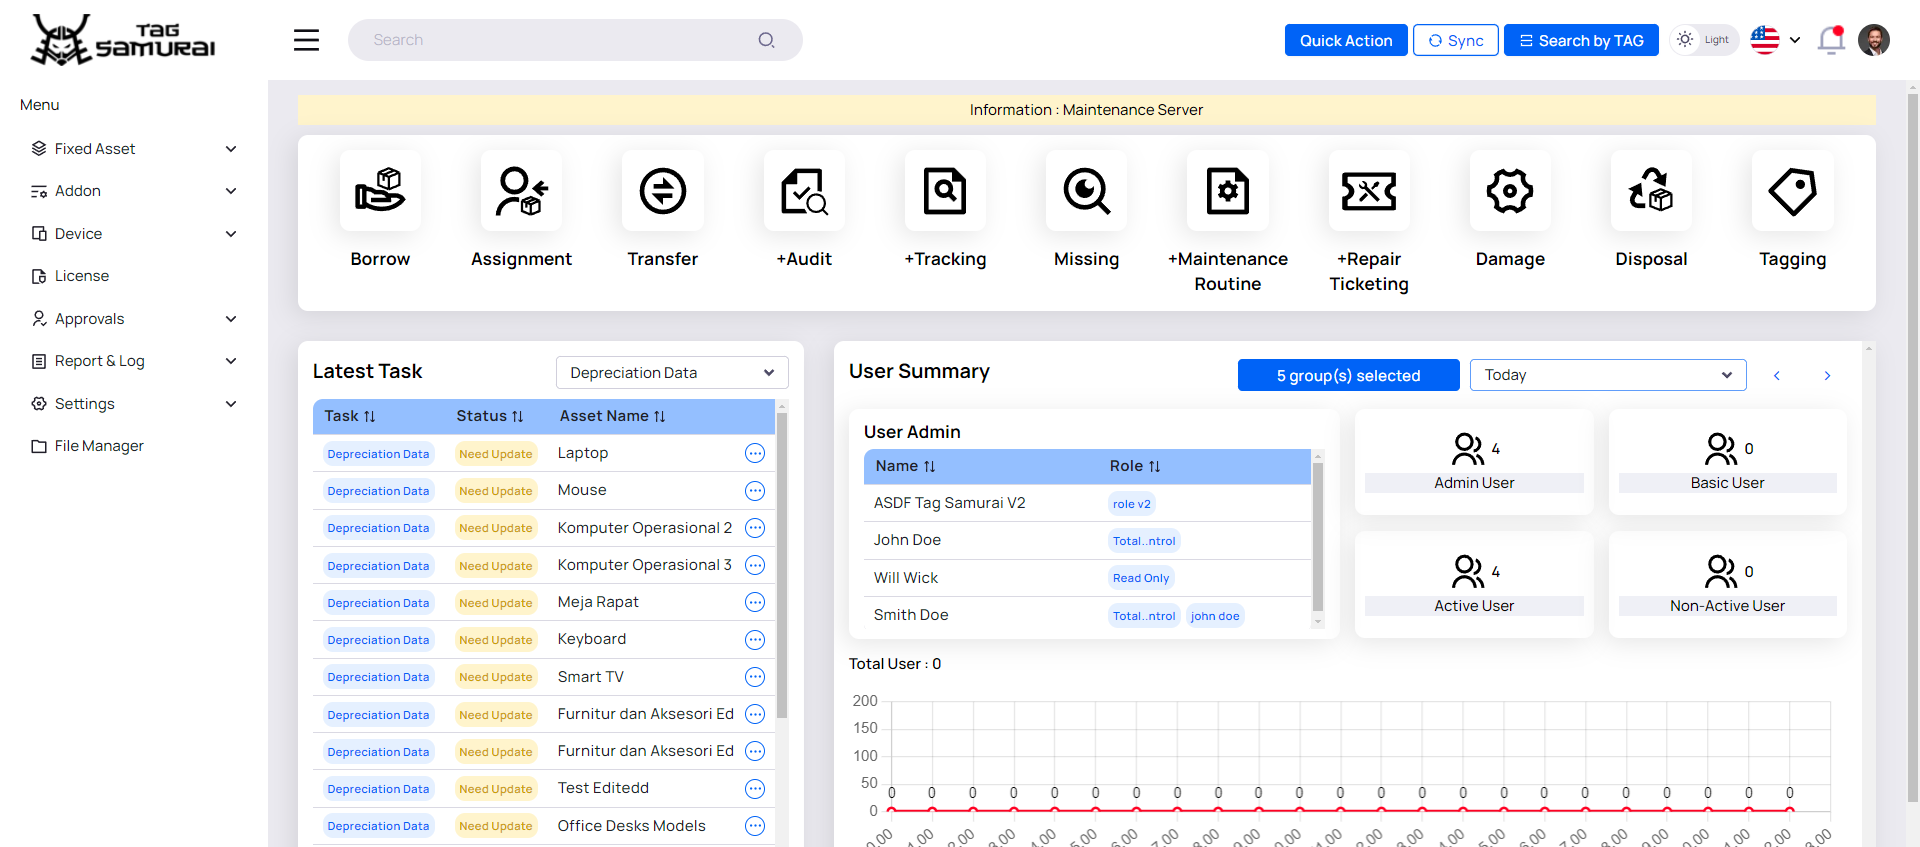 TAG
SAMURAI
Search
Quick Action
Sync
Search by TAG
Light
Menu
Fixed Asset
Addon
Device
License
Approvals
Report & Log
Settings
File Manager
Information : Maintenance Server
Borrow
Assignment
Transfer
+Audit
+Tracking
Missing
+Maintenance
Routine
+Repair
Ticketing
Damage
Disposal
Tagging
Latest Task
Depreciation Data
Task Status Asset Name
Depreciation Data Need Update Laptop
Depreciation Data Need Update Mouse
Depreciation Data Need Update Komputer Operasional 2
Depreciation Data Need Update Komputer Operasional 3
Depreciation Data Need Update Meja Rapat
Depreciation Data Need Update Keyboard
Depreciation Data Need Update Smart TV
Depreciation Data Need Update Furnitur dan Aksesori Ed
Depreciation Data Need Update Furnitur dan Aksesori Ed
Depreciation Data Need Update Test Editedd
Depreciation Data Need Update Office Desks Models
User Summary
5 group(s) selected
Today
User Admin
Name Role
ASDF Tag Samurai V2 role v2
John Doe Total..ntrol
Will Wick Read Only
Smith Doe Total..ntrol john doe
4
Admin User
0
Basic User
4
Active User
0
Non-Active User
Total User : 0
200
150
100
50
0
0 0 0 0 0 0 0 0 0 0 0 0 0 0 0 0 0 0 0 0 0 0 0